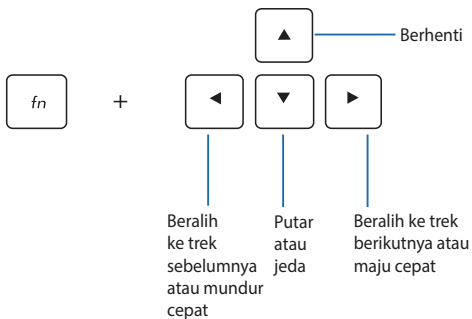 Berhenti
fn
+
Beralih
ke trek
sebelumnya
atau mundur
cepat
Putar
atau
jeda
Beralih ke trek
berikutnya atau
maju cepat